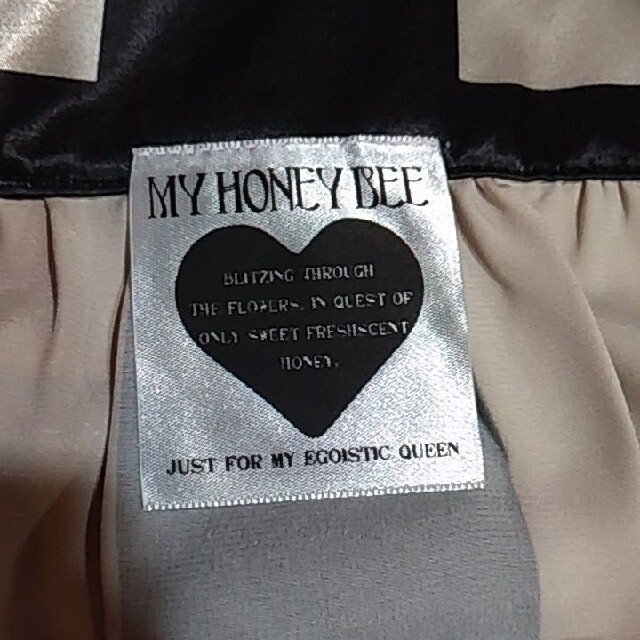 MY HONEY BEE
BLITZING THROUGH
THE FLOWERS, IN QUEST OF
ONLY SWEET FRESHSCENT
HONEY,
JUST FOR MY EGOISTIC QUEEN